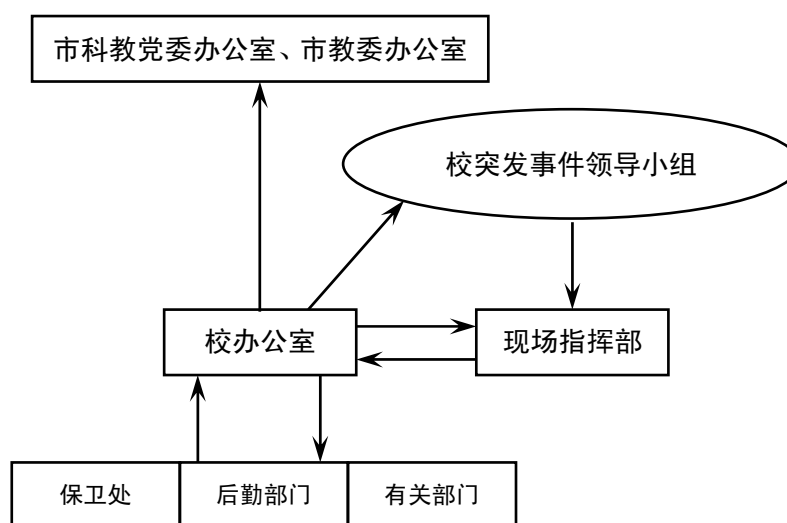 市科教党委办公室、市教委办公室
校突发事件领导小组
校办公室
现场指挥部
保卫处
后勤部门
有关部门